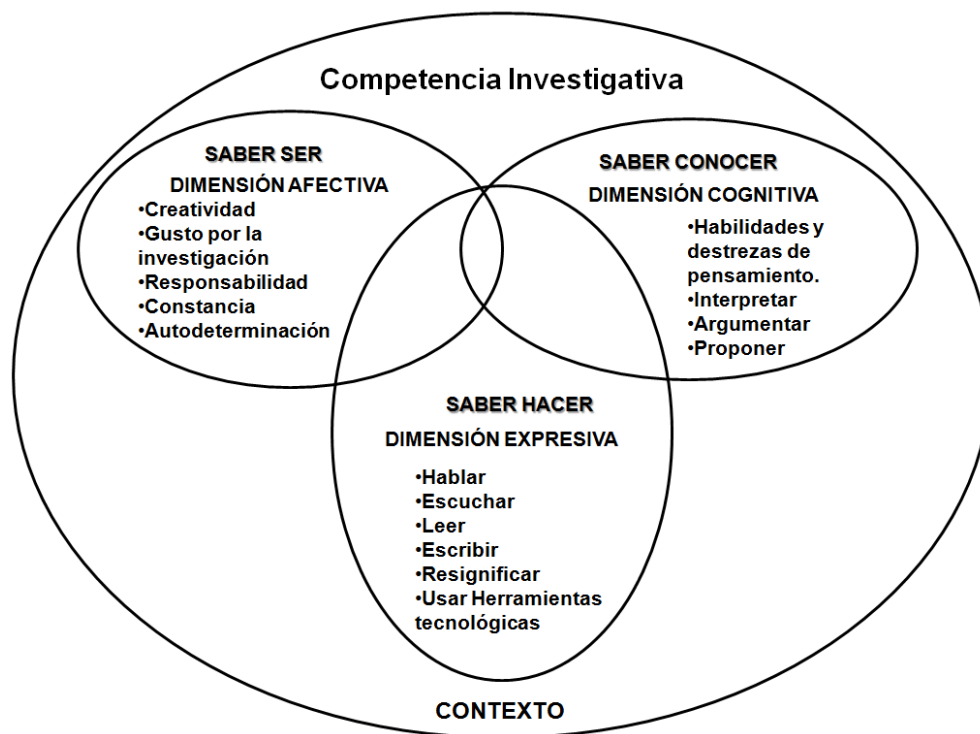 Competencia Investigativa
SABER SER
DIMENSIÓN AFECTIVA
•Creatividad
•Gusto por la
investigación
•Responsabilidad
•Constancia
•Autodeterminación
SABER CONOCER
DIMENSIÓN COGNITIVA
•Habilidades y
destrezas de
pensamiento.
•Interpretar
•Argumentar
•Proponer
SABER HACER
DIMENSIÓN EXPRESIVA
•Hablar
•Escuchar
•Leer
•Escribir
•Resignificar
•Usar Herramientas
tecnológicas
CONTEXTO